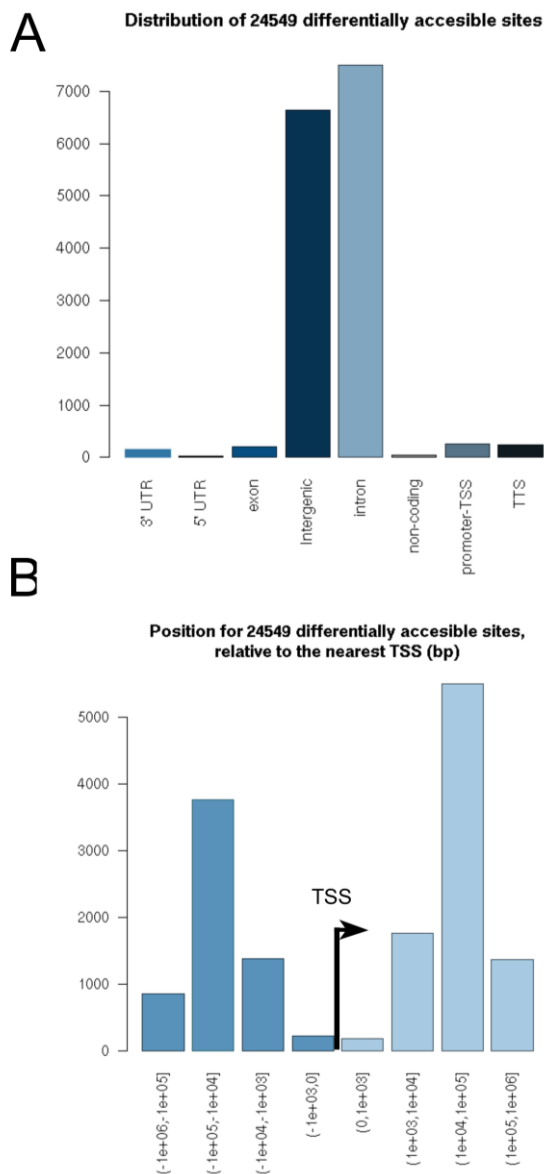 A
Distribution of 24549 differentially accesible sites
7000
6000
5000
4000
3000
2000
1000
0
3' UTR
5' UTR
exon
Intergenic
intron
non-coding
promoter-TSS
TTS
B
Position for 24549 differentially accesible sites,
relative to the nearest TSS (bp)
5000
4000
3000
2000
1000
0
TSS
(-1e+06,-1e+05]
(-1e+05,-1e+04]
(-1e+04,-1e+03]
(-1e+03,0]
(0,1e+03]
(1e+03,1e+04]
(1e+04,1e+05]
(1e+05,1e+06]